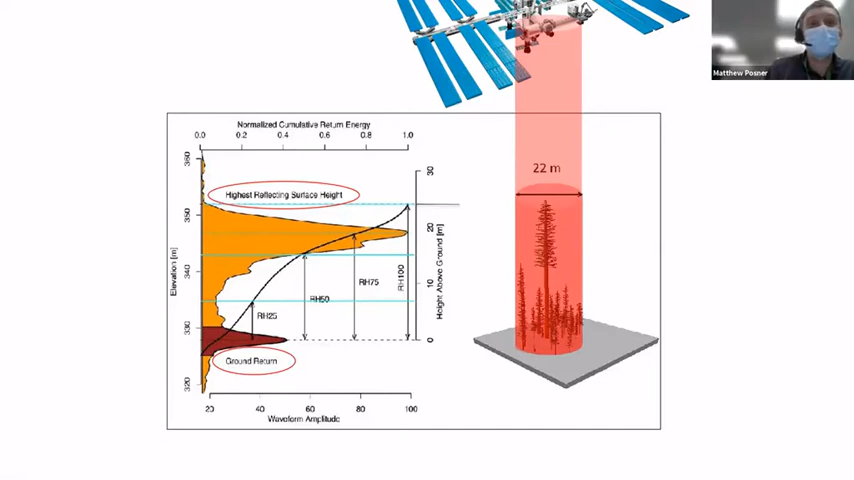 Matthew Posner
Normalized Cumulative Return Energy
0.0 0.2 0.4 0.6 0.8 1.0
360
350
340
330
320
Elevation [m]
Highest Reflecting Surface Height
RH25
RH50
RH75
RH100
Ground Return
30
20
10
0
Height Above Ground [m]
20 40 60 80 100
Waveform Amplitude
22 m